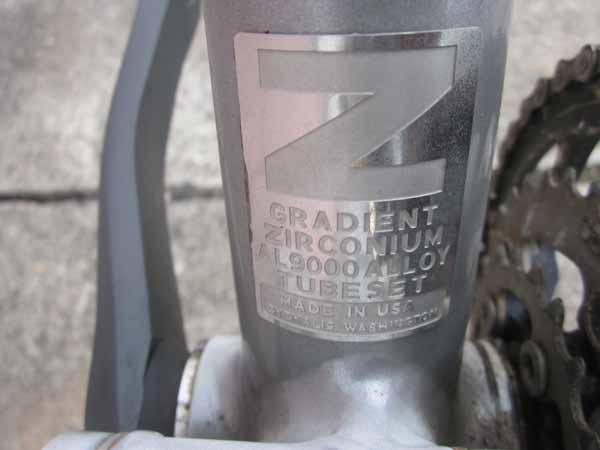 Z
GRADIENT
ZIRCONIUM
AL9000 ALLOY
TUBESET
MADE IN USA
WASHINGTON